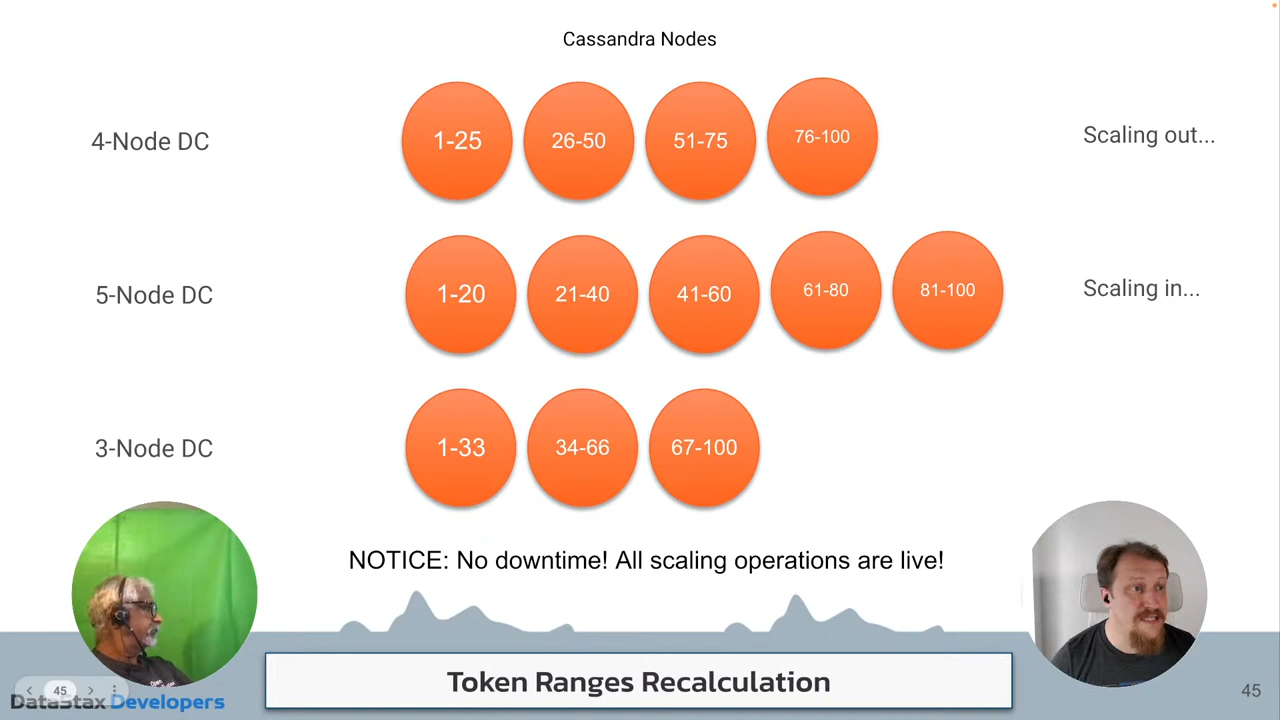 Cassandra Nodes
4-Node DC
1-25
26-50
51-75
76-100
Scaling out...
5-Node DC
1-20
21-40
41-60
61-80
81-100
Scaling in...
3-Node DC
1-33
34-66
67-100
NOTICE: No downtime! All scaling operations are live!
Token Ranges Recalculation
45
DataStax Developers
45